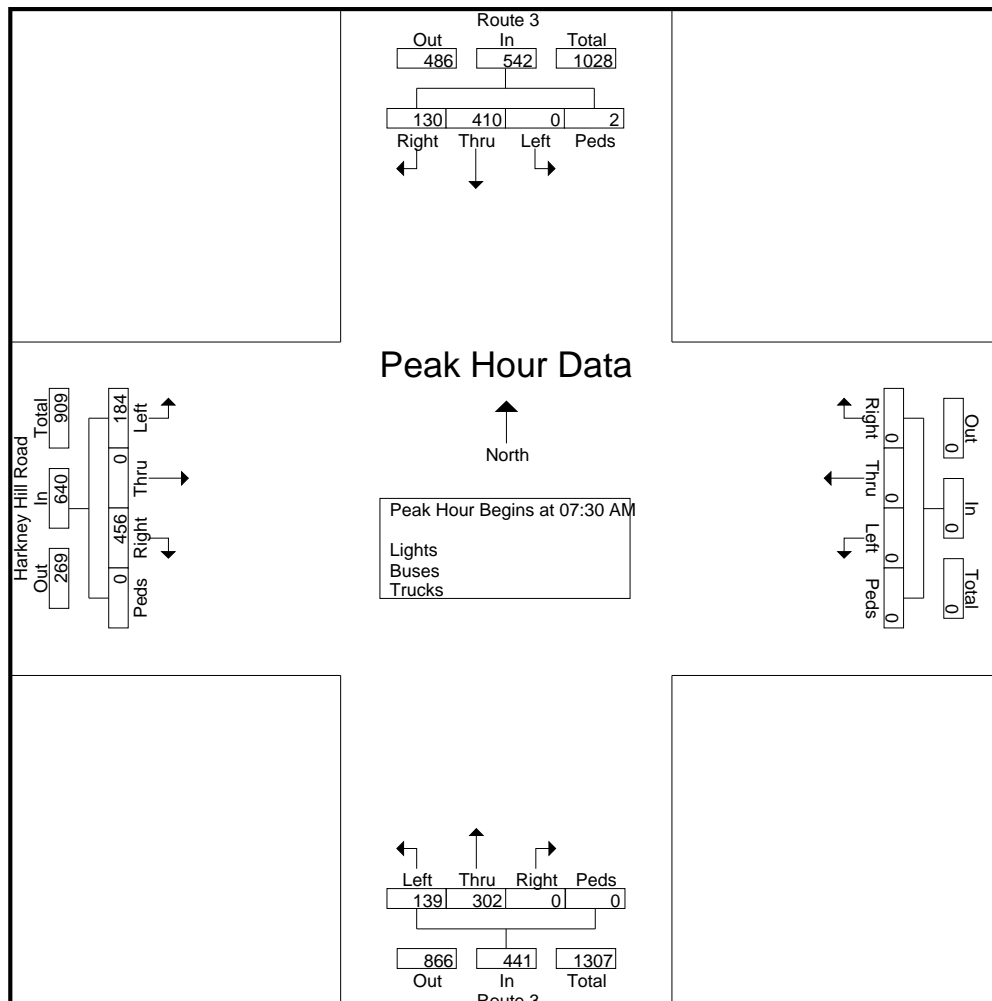 Route 3
Out In Total
486 542 1028
130 410 0 2
Right Thru Left Peds
Peak Hour Data
North
Peak Hour Begins at 07:30 AM
Lights
Buses
Trucks
Harkney Hill Road
Out In Total
269 640 909
184 0 456 0
Left Thru Right Peds
Right Thru Left Peds
0 0 0 0
Out In Total
0 0 0
Left Thru Right Peds
139 302 0 0
866 441 1307
Out In Total
Route 3